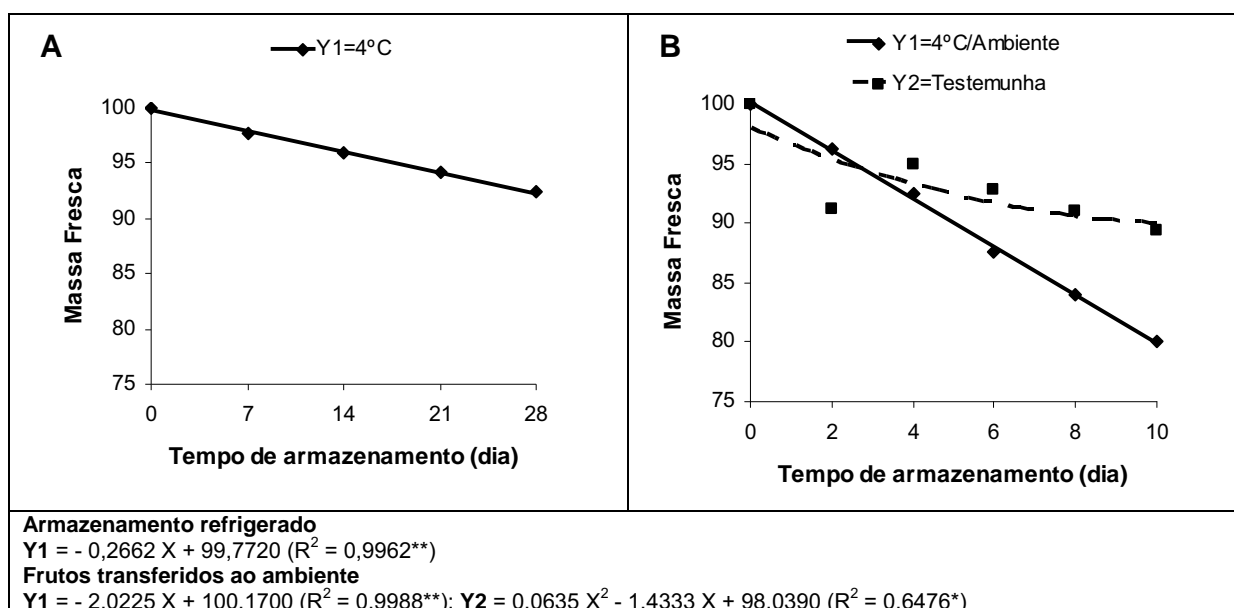 A
Y1=4ºC
Massa Fresca
100
95
90
85
80
75
0 7 14 21 28
Tempo de armazenamento (dia)
B
Y1=4ºC/Ambiente
Y2=Testemunha
Massa Fresca
100
95
90
85
80
75
0 2 4 6 8 10
Tempo de armazenamento (dia)
Armazenamento refrigerado
Y1 = - 0,2662 X + 99,7720 (R² = 0,9962**)
Frutos transferidos ao ambiente
Y1 = - 2,0225 X + 100,1700 (R² = 0,9988**); Y2 = 0,0635 X² - 1,4333 X + 98,0390 (R² = 0,6476*)